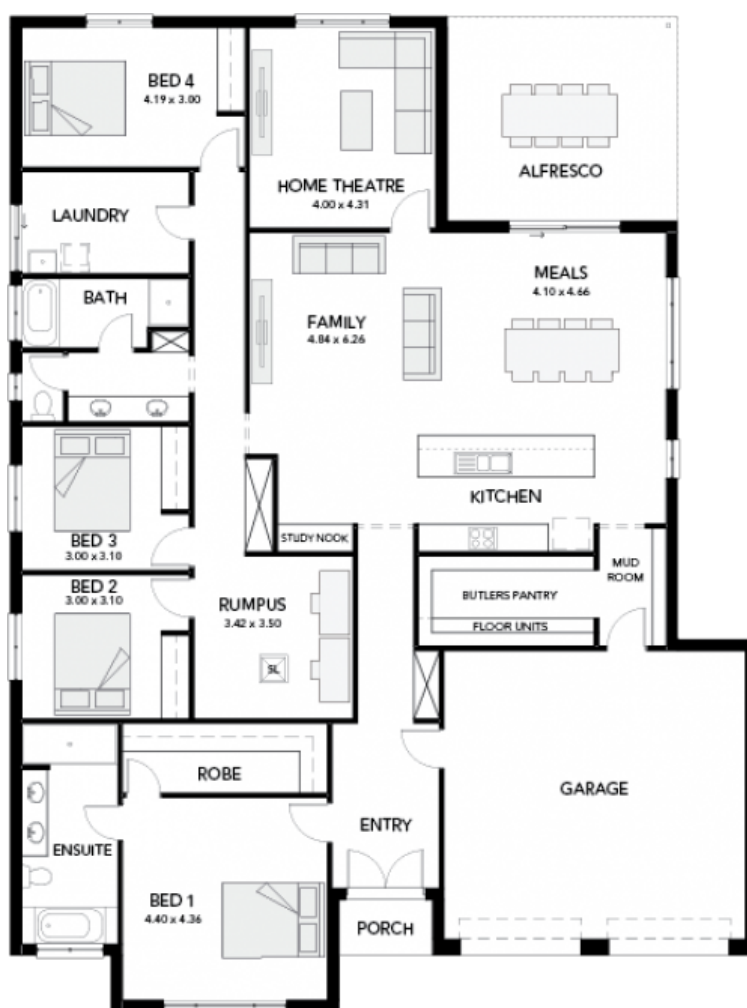 BED 4
4.19 x 3.00
HOME THEATRE
4.00 x 4.31
ALFRESCO
LAUNDRY
MEALS
4.10 x 4.66
BATH
FAMILY
4.84 x 6.26
KITCHEN
STUDY NOOK
BED 3
3.00 x 3.10
BED 2
3.00 x 3.10
RUMPUS
3.42 x 3.50
SL
MUD
ROOM
BUTLERS PANTRY
FLOOR UNITS
ROBE
GARAGE
ENTRY
ENSUITE
BED 1
4.40 x 4.36
PORCH